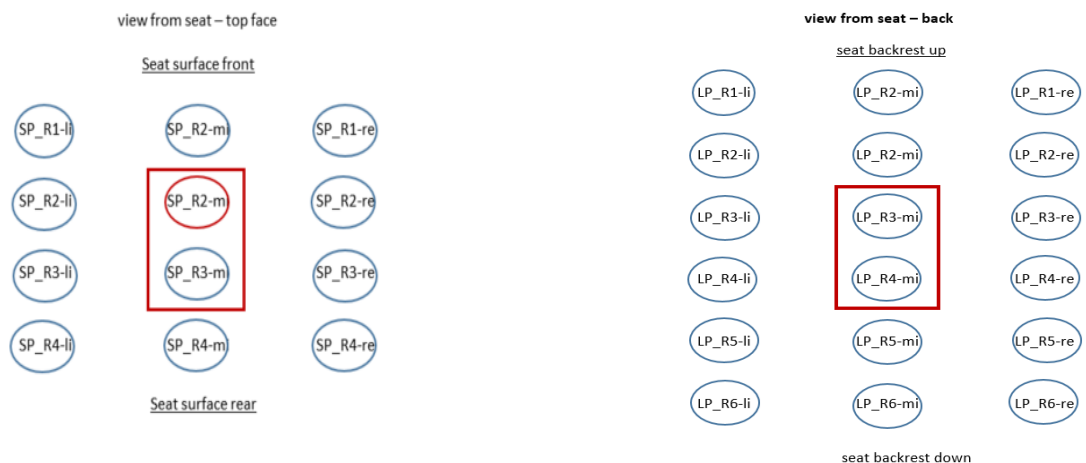 view from seat – top face
Seat surface front
SP_R1-li SP_R2-mi SP_R1-re
SP_R2-li SP_R2-mi SP_R2-re
SP_R3-li SP_R3-mi SP_R3-re
SP_R4-li SP_R4-mi SP_R4-re
Seat surface rear
view from seat – back
seat backrest up
LP_R1-li LP_R2-mi LP_R1-re
LP_R2-li LP_R2-mi LP_R2-re
LP_R3-li LP_R3-mi LP_R3-re
LP_R4-li LP_R4-mi LP_R4-re
LP_R5-li LP_R5-mi LP_R5-re
LP_R6-li LP_R6-mi LP_R6-re
seat backrest down